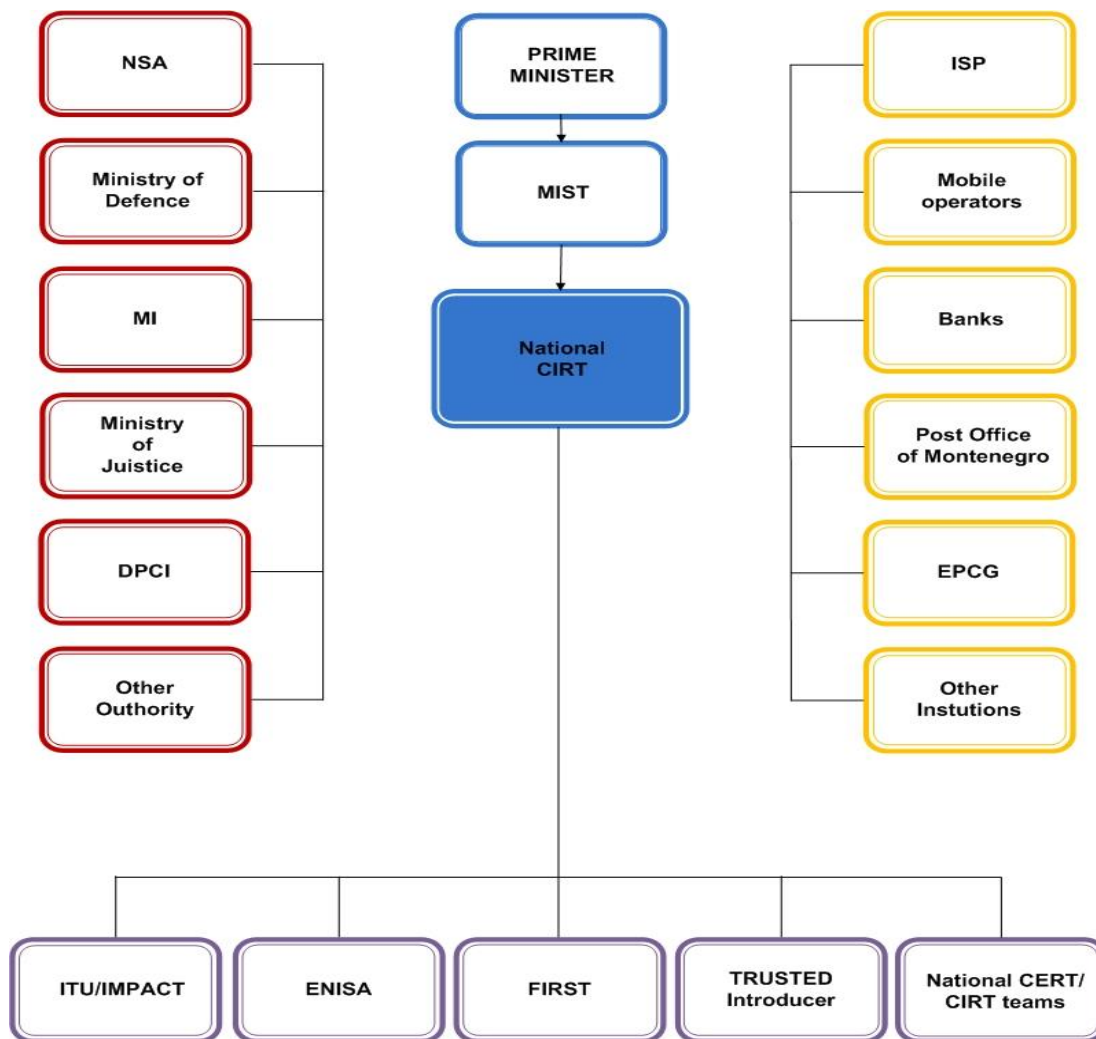 NSA
Ministry of
Defence
MI
Ministry
of
Juistice
DPCI
Other
Outhority
PRIME
MINISTER
MIST
National
CIRT
ISP
Mobile
operators
Banks
Post Office
of Montenegro
EPCG
Other
Instutions
ITU/IMPACT
ENISA
FIRST
TRUSTED
Introducer
National CERT/
CIRT teams